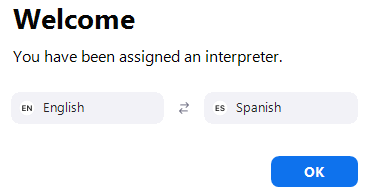 Welcome
You have been assigned an interpreter.
EN English ES Spanish
OK